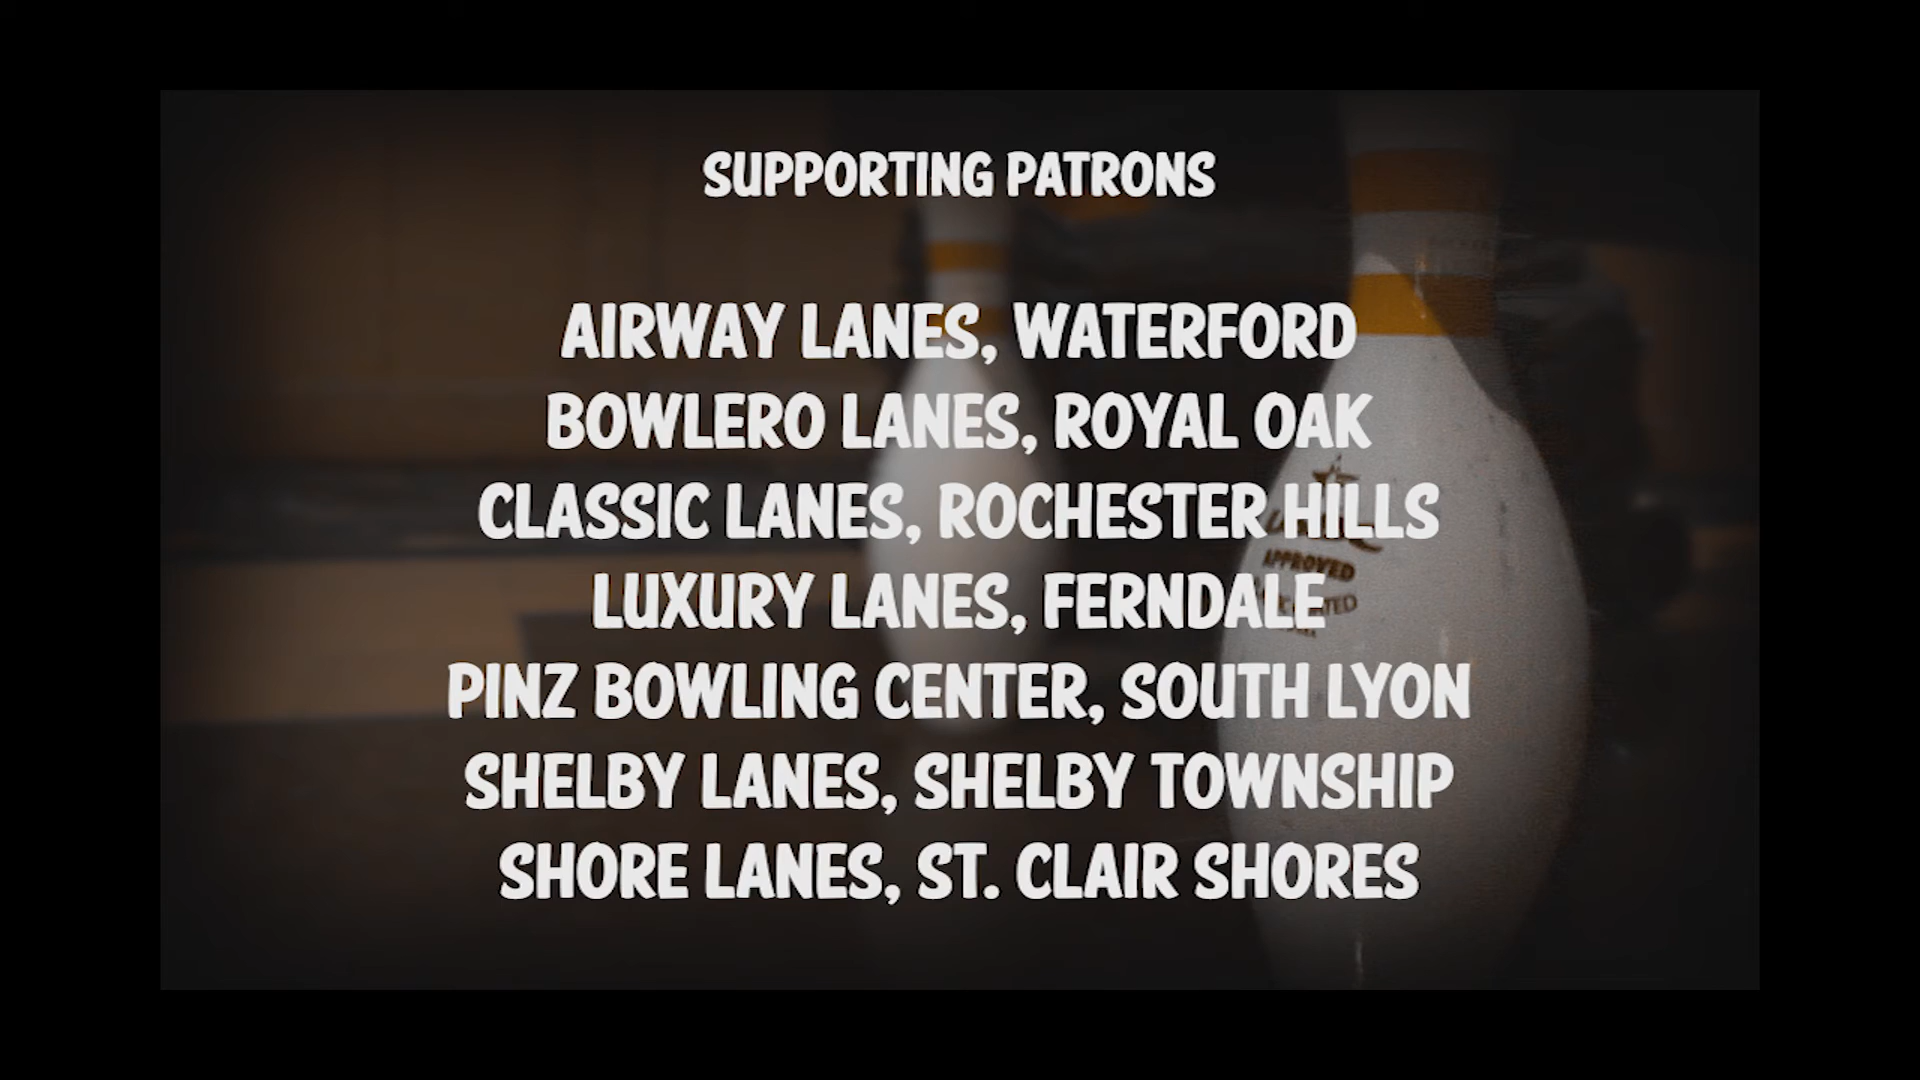 SUPPORTING PATRONS
AIRWAY LANES, WATERFORD
BOWLERO LANES, ROYAL OAK
CLASSIC LANES, ROCHESTER HILLS
LUXURY LANES, FERNDALE
PINZ BOWLING CENTER, SOUTH LYON
SHELBY LANES, SHELBY TOWNSHIP
SHORE LANES, ST. CLAIR SHORES
APPROVED